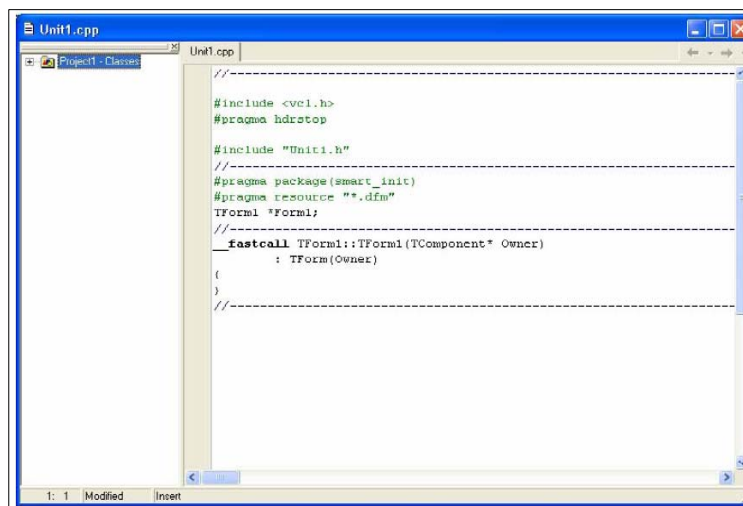 Unit1.cpp
Project1 - Classes
Unit1.cpp
//---------------------------------------------------------------------------
#include <vcl.h>
#pragma hdrstop
#include "Unit1.h"
//---------------------------------------------------------------------------
#pragma package(smart_init)
#pragma resource "*.dfm"
TForm1 *Form1;
//---------------------------------------------------------------------------
__fastcall TForm1::TForm1(TComponent* Owner)
: TForm(Owner)
{
}
//---------------------------------------------------------------------------
1: 1 Modified Insert